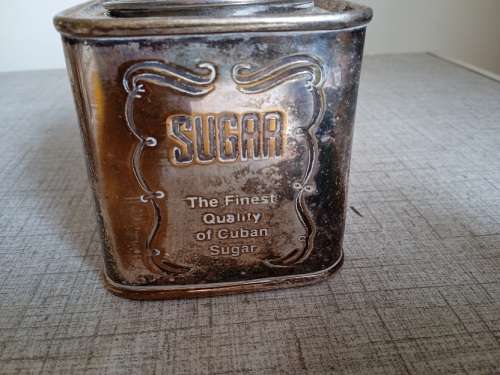 SUGAR
The Finest
Quality
of Cuban
Sugar